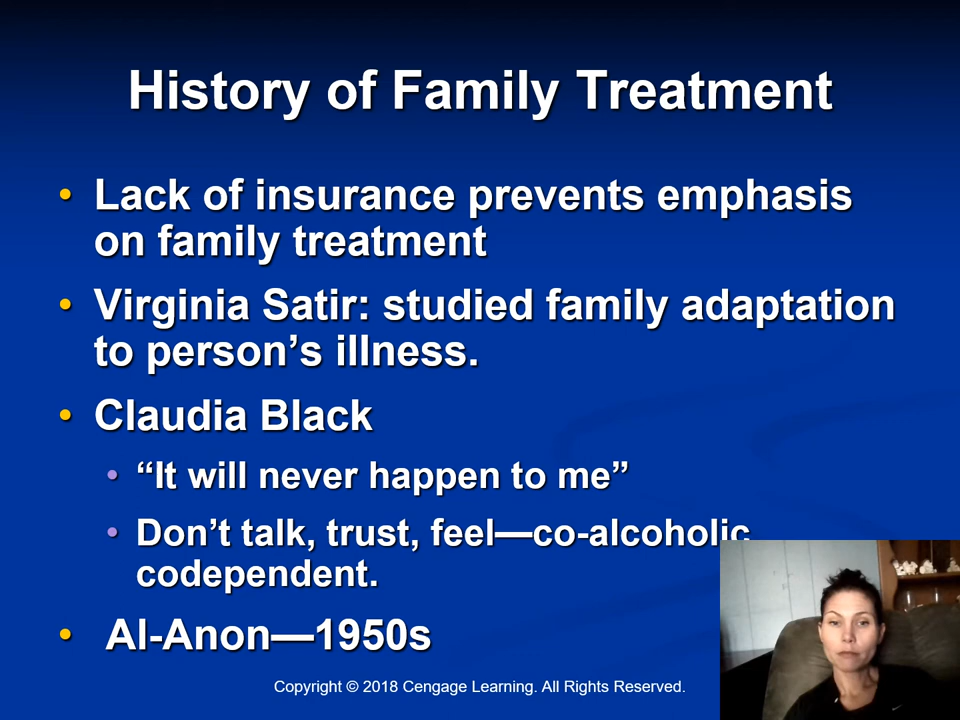 History of Family Treatment
• Lack of insurance prevents emphasis
on family treatment
• Virginia Satir: studied family adaptation
to person’s illness.
• Claudia Black
• “It will never happen to me”
• Don’t talk, trust, feel—co-alcoholic
codependent.
• Al-Anon—1950s
Copyright © 2018 Cengage Learning. All Rights Reserved.